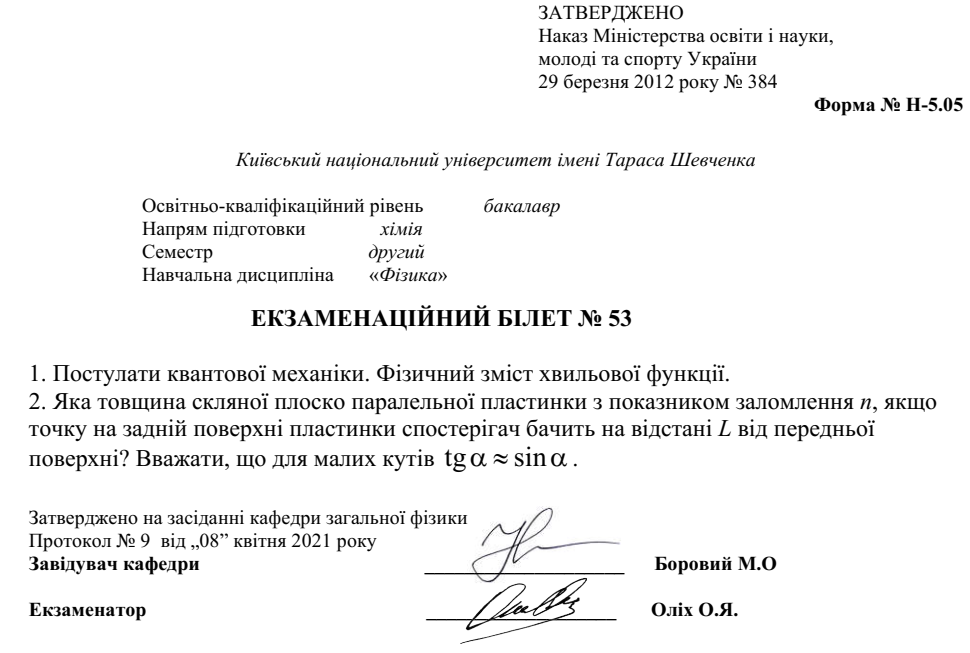 ЗАТВЕРДЖЕНО
Наказ Міністерства освіти і науки,
молоді та спорту України
29 березня 2012 року № 384
Форма № Н-5.05
Київський національний університет імені Тараса Шевченка
Освітньо-кваліфікаційний рівень бакалавр
Напрям підготовки хімія
Семестр другий
Навчальна дисципліна «Фізика»
ЕКЗАМЕНАЦІЙНИЙ БІЛЕТ № 53
1. Постулати квантової механіки. Фізичний зміст хвильової функції.
2. Яка товщина скляної плоско паралельної пластинки з показником заломлення n, якщо
точку на задній поверхні пластинки спостерігач бачить на відстані L від передньої
поверхні? Вважати, що для малих кутів tg α ≈ sin α .
Затверджено на засіданні кафедри загальної фізики
Протокол № 9 від „08” квітня 2021 року
Завідувач кафедри Боровий М.О
Екзаменатор Оліх О.Я.